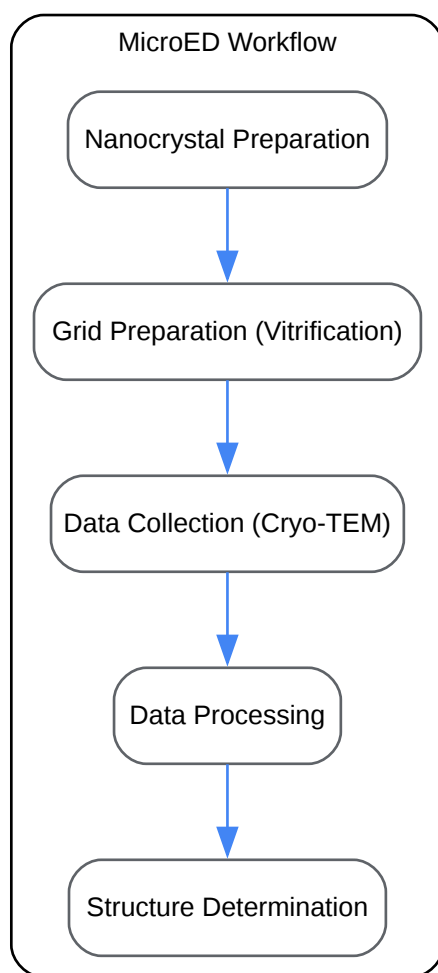 MicroED Workflow
Nanocrystal Preparation
Grid Preparation (Vitrification)
Data Collection (Cryo-TEM)
Data Processing
Structure Determination